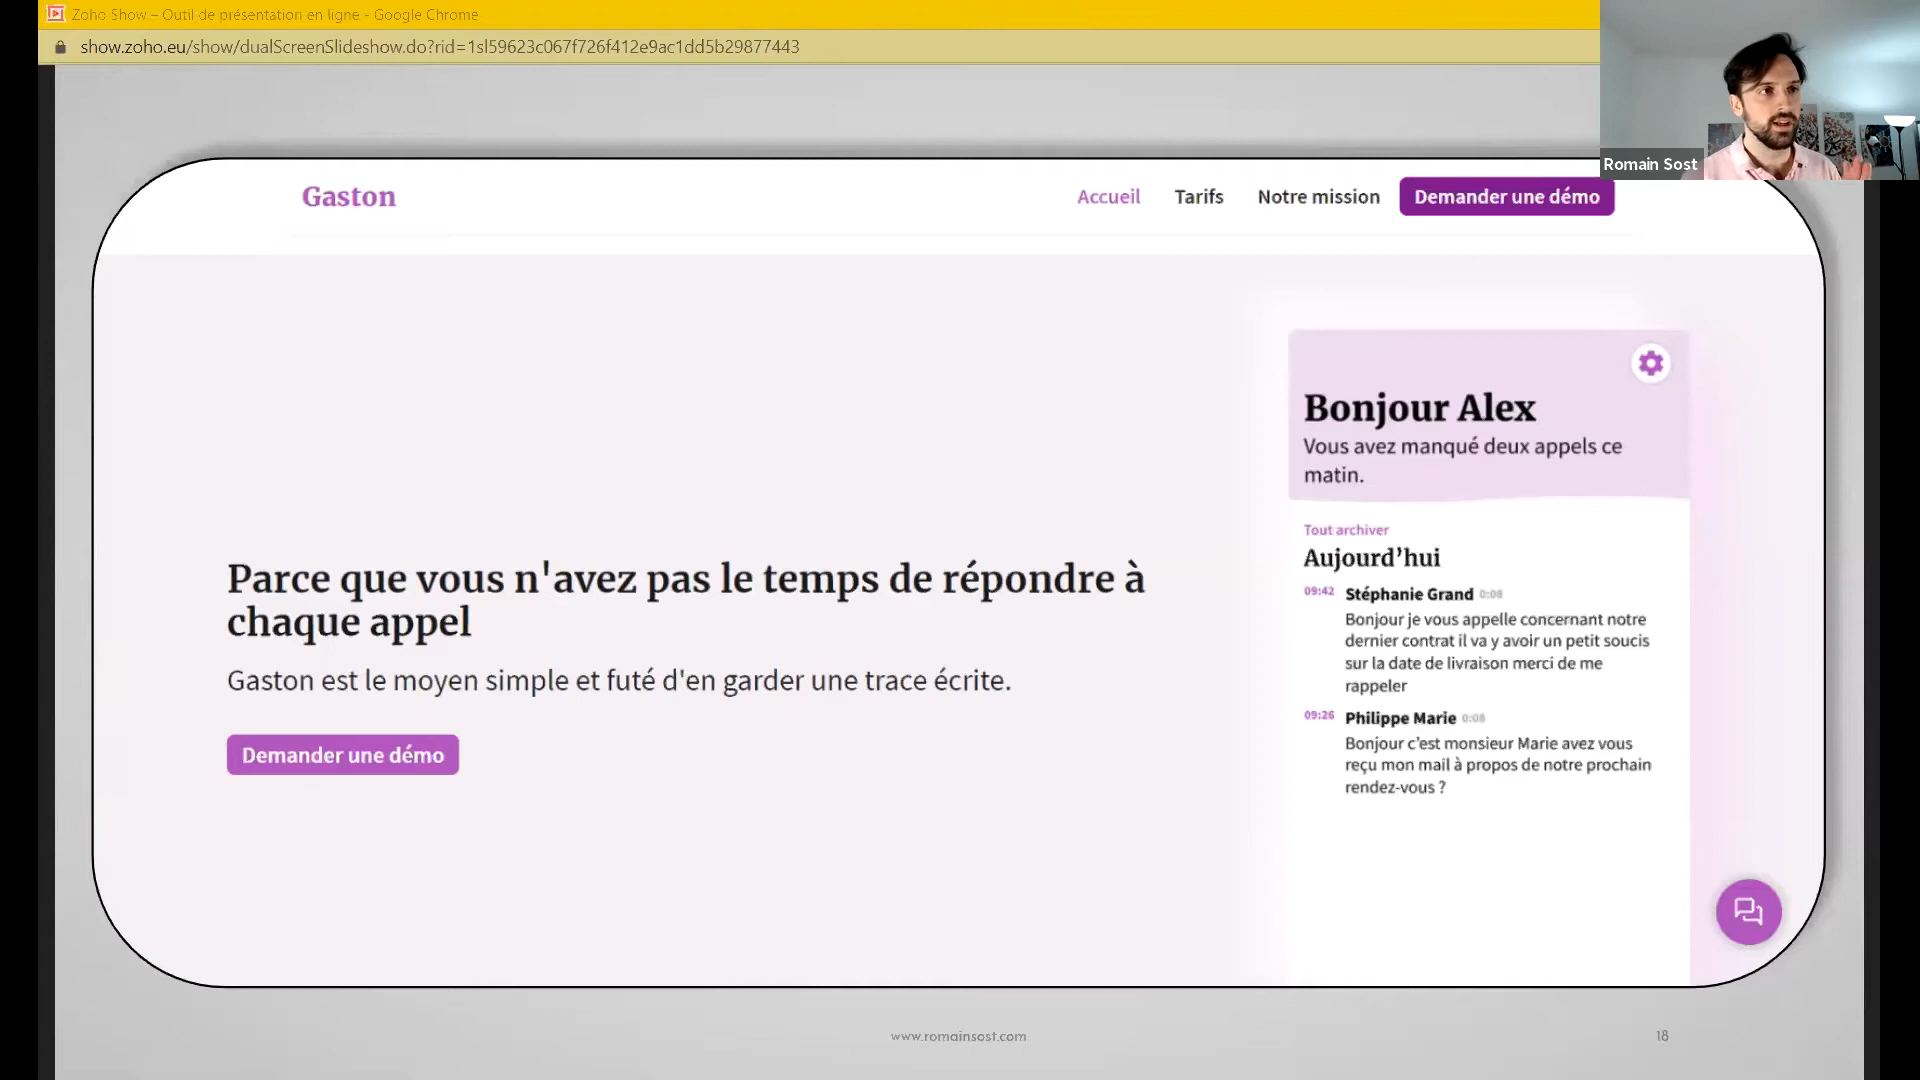 Zoho Show – Outil de présentation en ligne - Google Chrome
show.zoho.eu/show/dualScreenSlideshow.do?rid=1sl59623c067f726f412e9ac1dd5b29877443
Romain Sost
Gaston
Accueil Tarifs Notre mission Demander une démo
Parce que vous n'avez pas le temps de répondre à
chaque appel
Gaston est le moyen simple et futé d'en garder une trace écrite.
Demander une démo
Bonjour Alex
Vous avez manqué deux appels ce
matin.
Tout archiver
Aujourd’hui
09:42 Stéphanie Grand 0:08
Bonjour je vous appelle concernant notre
dernier contrat il va y avoir un petit soucis
sur la date de livraison merci de me
rappeler
09:26 Philippe Marie 0:08
Bonjour c’est monsieur Marie avez vous
reçu mon mail à propos de notre prochain
rendez-vous ?
www.romainsost.com
18